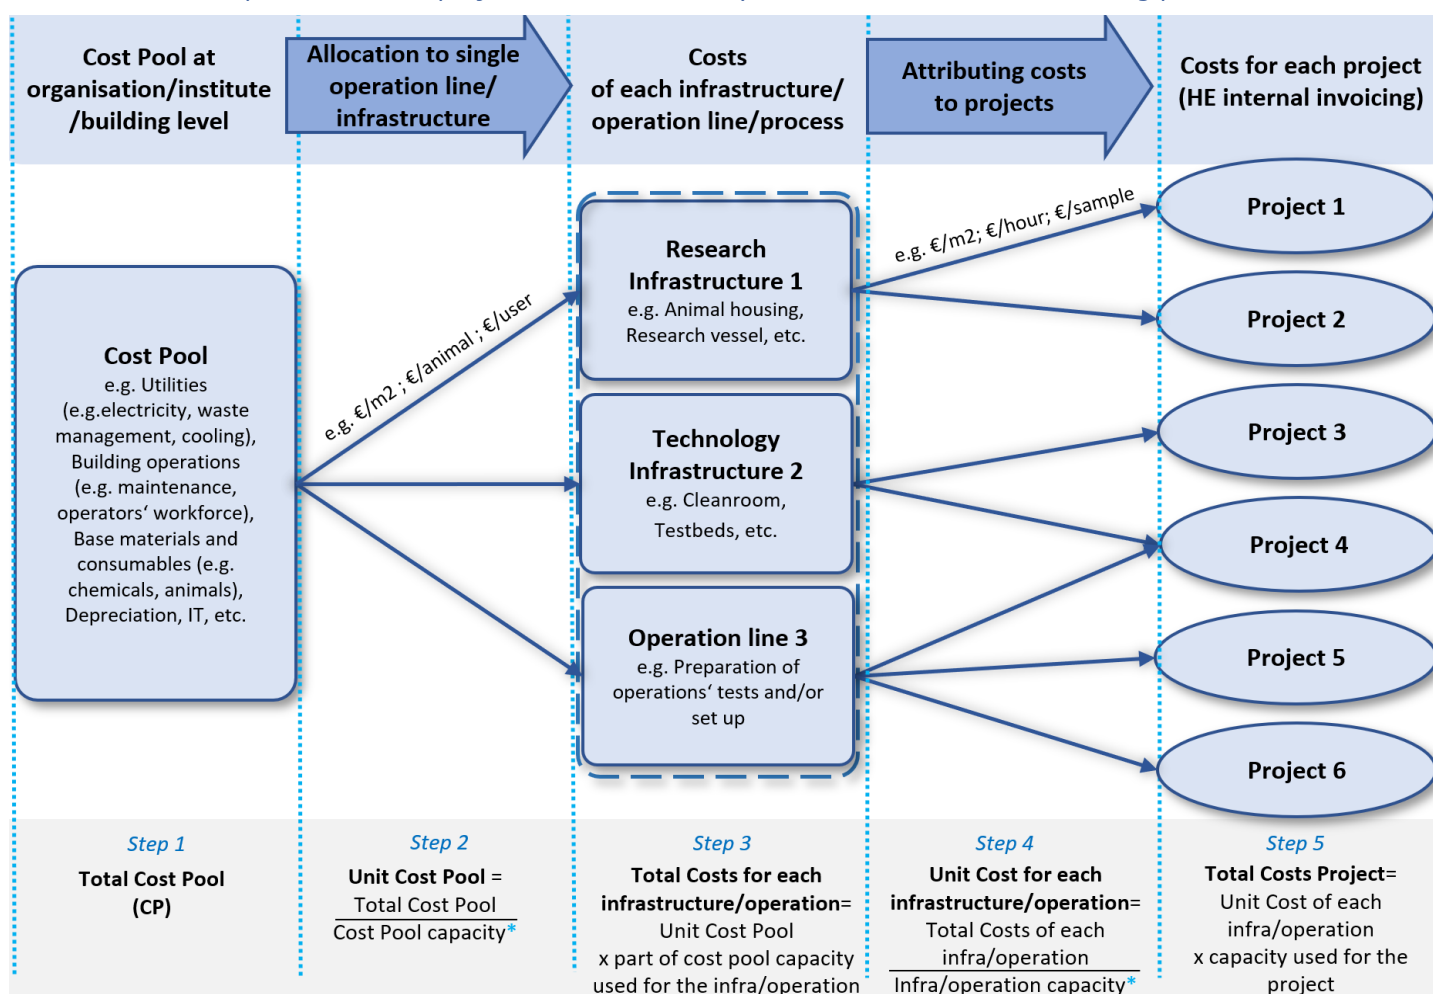 Cost Pool at
organisation/institute
/building level
Allocation to single
operation line/
infrastructure
Costs
of each infrastructure/
operation line/process
Attributing costs
to projects
Costs for each project
(HE internal invoicing)
Cost Pool
e.g. Utilities
(e.g.electricity, waste
management, cooling),
Building operations
(e.g. maintenance,
operators‘ workforce),
Base materials and
consumables (e.g.
chemicals, animals),
Depreciation, IT, etc.
e.g. €/m2 ; €/animal ; €/user
Research
Infrastructure 1
e.g. Animal housing,
Research vessel, etc.
Technology
Infrastructure 2
e.g. Cleanroom,
Testbeds, etc.
Operation line 3
e.g. Preparation of
operations‘ tests and/or
set up
e.g. €/m2; €/hour; €/sample
Project 1
Project 2
Project 3
Project 4
Project 5
Project 6
Step 1
Total Cost Pool
(CP)
Step 2
Unit Cost Pool =
Total Cost Pool
Cost Pool capacity*
Step 3
Total Costs for each
infrastructure/operation=
Unit Cost Pool
x part of cost pool capacity
used for the infra/operation
Step 4
Unit Cost for each
infrastructure/operation=
Total Costs of each
infra/operation
Infra/operation capacity*
Step 5
Total Costs Project=
Unit Cost of each
infra/operation
x capacity used for the
project